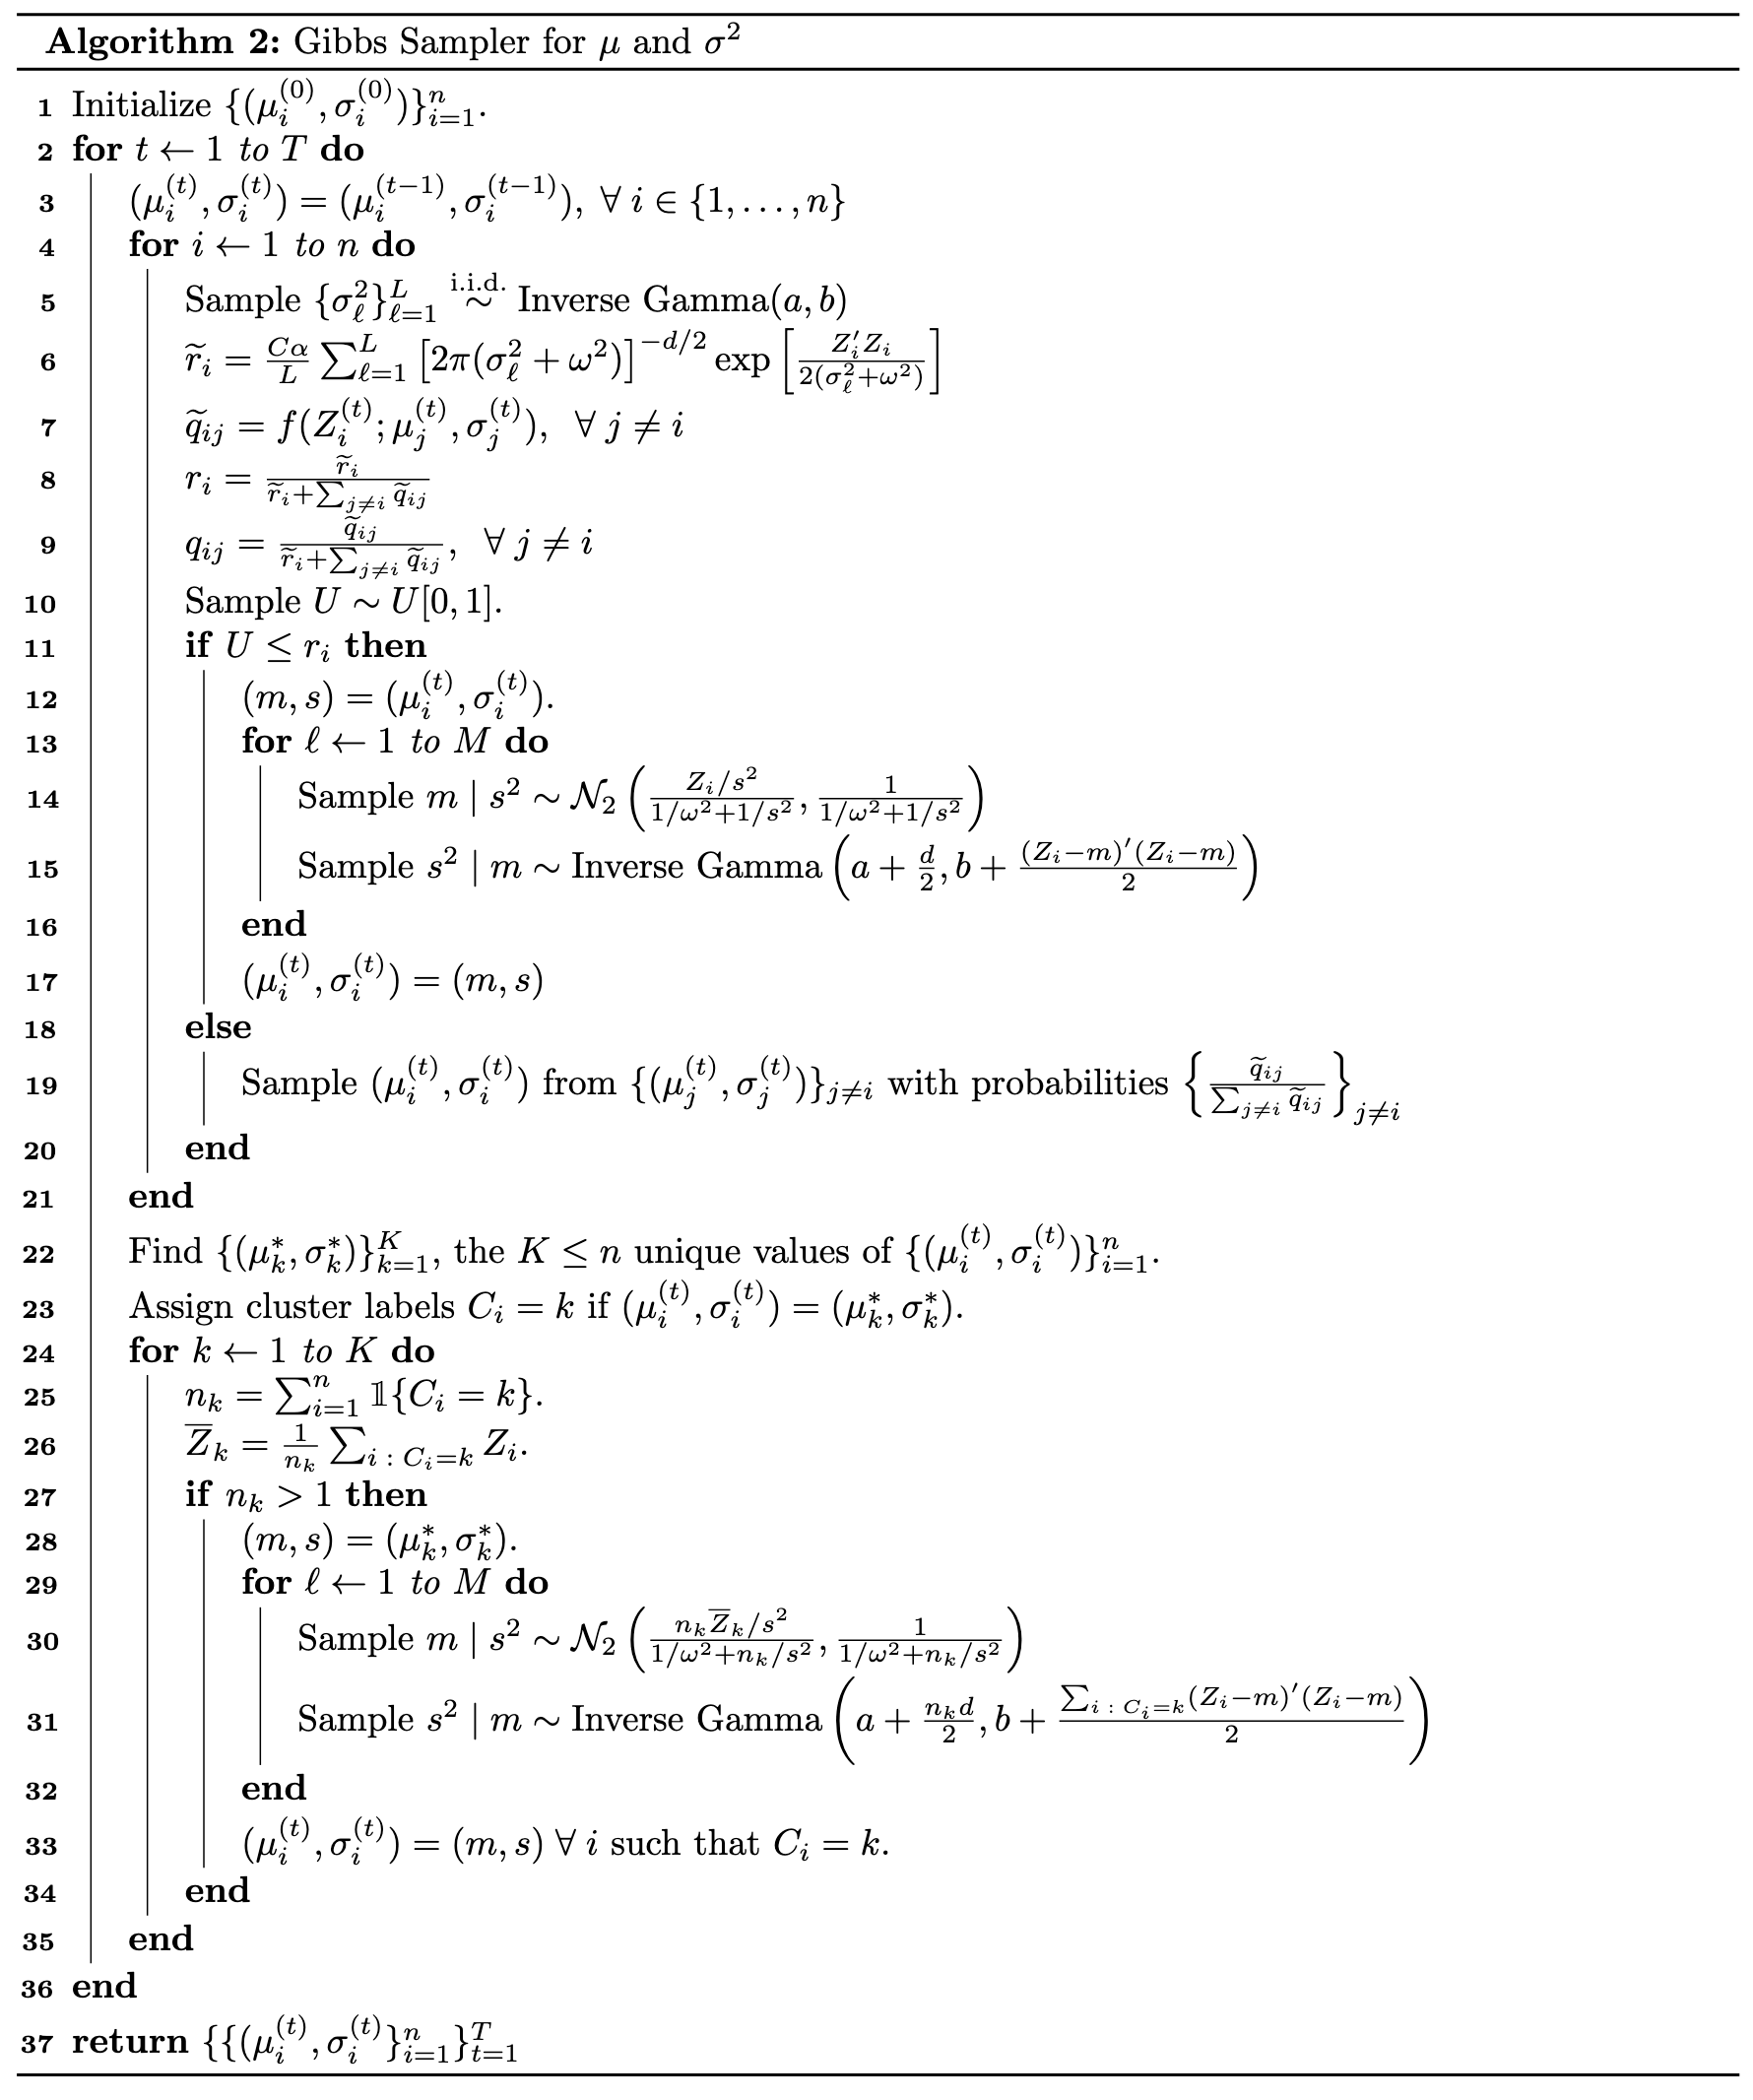 Algorithm 2: Gibbs Sampler for $\mu$ and $\sigma^2$
1 Initialize $\{(\mu_i^{(0)}, \sigma_i^{(0)})\}_{i=1}^n$.
2 for $t \leftarrow 1$ to $T$ do
3 $(\mu_i^{(t)}, \sigma_i^{(t)}) = (\mu_i^{(t-1)}, \sigma_i^{(t-1)}), \; \forall \, i \in \{1, \ldots, n\}$
4 for $i \leftarrow 1$ to $n$ do
5 Sample $\{\sigma_\ell^2\}_{\ell=1}^L \overset{\text{i.i.d.}}{\sim}$ Inverse Gamma$(a, b)$
6 $\widetilde{r}_i = \frac{C\alpha}{L} \sum_{\ell=1}^L \left[2\pi(\sigma_\ell^2 + \omega^2)\right]^{-d/2} \exp\left[\frac{Z_i' Z_i}{2(\sigma_\ell^2 + \omega^2)}\right]$
7 $\widetilde{q}_{ij} = f(Z_i^{(t)}; \mu_j^{(t)}, \sigma_j^{(t)}), \; \forall \, j \neq i$
8 $r_i = \frac{\widetilde{r}_i}{\widetilde{r}_i + \sum_{j \neq i} \widetilde{q}_{ij}}$
9 $q_{ij} = \frac{\widetilde{q}_{ij}}{\widetilde{r}_i + \sum_{j \neq i} \widetilde{q}_{ij}}, \; \forall \, j \neq i$
10 Sample $U \sim U[0, 1]$.
11 if $U \leq r_i$ then
12 $(m, s) = (\mu_i^{(t)}, \sigma_i^{(t)})$.
13 for $\ell \leftarrow 1$ to $M$ do
14 Sample $m \mid s^2 \sim \mathcal{N}_2\left(\frac{Z_i/s^2}{1/\omega^2 + 1/s^2}, \frac{1}{1/\omega^2 + 1/s^2}\right)$
15 Sample $s^2 \mid m \sim$ Inverse Gamma$\left(a + \frac{d}{2}, b + \frac{(Z_i - m)'(Z_i - m)}{2}\right)$
16 end
17 $(\mu_i^{(t)}, \sigma_i^{(t)}) = (m, s)$
18 else
19 Sample $(\mu_i^{(t)}, \sigma_i^{(t)})$ from $\{(\mu_j^{(t)}, \sigma_j^{(t)})\}_{j \neq i}$ with probabilities $\left\{\frac{\widetilde{q}_{ij}}{\sum_{j \neq i} \widetilde{q}_{ij}}\right\}_{j \neq i}$
20 end
21 end
22 Find $\{(\mu_k^*, \sigma_k^*)\}_{k=1}^K$, the $K \leq n$ unique values of $\{(\mu_i^{(t)}, \sigma_i^{(t)})\}_{i=1}^n$.
23 Assign cluster labels $C_i = k$ if $(\mu_i^{(t)}, \sigma_i^{(t)}) = (\mu_k^*, \sigma_k^*)$.
24 for $k \leftarrow 1$ to $K$ do
25 $n_k = \sum_{i=1}^n \mathbb{1}\{C_i = k\}$.
26 $\overline{Z}_k = \frac{1}{n_k} \sum_{i \,:\, C_i = k} Z_i$.
27 if $n_k > 1$ then
28 $(m, s) = (\mu_k^*, \sigma_k^*)$.
29 for $\ell \leftarrow 1$ to $M$ do
30 Sample $m \mid s^2 \sim \mathcal{N}_2\left(\frac{n_k \overline{Z}_k/s^2}{1/\omega^2 + n_k/s^2}, \frac{1}{1/\omega^2 + n_k/s^2}\right)$
31 Sample $s^2 \mid m \sim$ Inverse Gamma$\left(a + \frac{n_k d}{2}, b + \frac{\sum_{i \,:\, C_i = k}(Z_i - m)'(Z_i - m)}{2}\right)$
32 end
33 $(\mu_i^{(t)}, \sigma_i^{(t)}) = (m, s) \; \forall \, i$ such that $C_i = k$.
34 end
35 end
36 end
37 return $\{\{(\mu_i^{(t)}, \sigma_i^{(t)}\}_{i=1}^n\}_{t=1}^T$